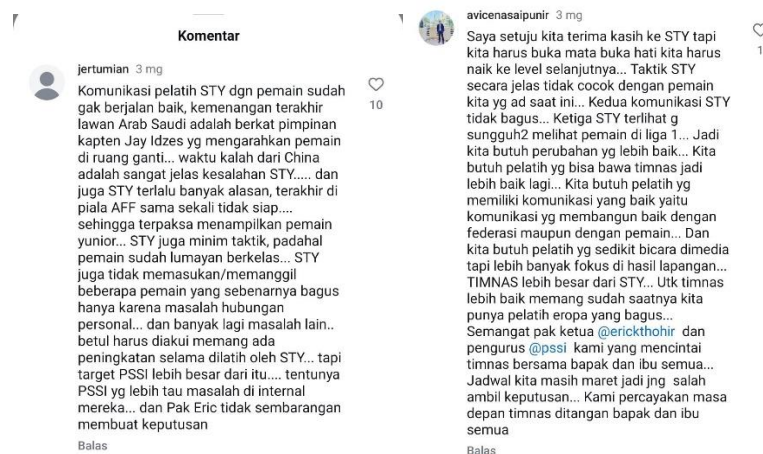 Komentar
jertumian 3 mg
Komunikasi pelatih STY dgn pemain sudah
gak berjalan baik, kemenangan terakhir
lawan Arab Saudi adalah berkat pimpinan
kapten Jay Idzes yg mengarahkan pemain
di ruang ganti... waktu kalah dari China
adalah sangat jelas kesalahan STY..... dan
juga STY terlalu banyak alasan, terakhir di
piala AFF sama sekali tidak siap....
sehingga terpaksa menampilkan pemain
yunior... STY juga minim taktik, padahal
pemain sudah lumayan berkelas... STY
juga tidak memasukan/memanggil
beberapa pemain yg sebenarnya bagus
hanya karena masalah hubungan
personal... dan banyak lagi masalah lain..
betul harus diakui memang ada
peningkatan selama dilatih oleh STY... tapi
target PSSI lebih besar dari itu.... tentunya
PSSI yg lebih tau masalah di internal
mereka... dan Pak Eric tidak sembarangan
membuat keputusan
10
Balas
avicenasaipunir 3 mg
Saya setuju kita terima kasih ke STY tapi
kita harus buka mata buka hati kita harus
naik ke level selanjutnya... Taktik STY
secara jelas tidak cocok dengan pemain
kita yg ad saat ini... Kedua komunikasi STY
tidak bagus... Ketiga STY terlihat g
sungguh2 melihat pemain di liga 1... Jadi
kita butuh perubahan yg lebih baik... Kita
butuh pelatih yg bisa bawa timnas jadi
lebih baik lagi... Kita butuh pelatih yg
memiliki komunikasi yang baik yaitu
komunikasi yg membangun baik dengan
federasi maupun dengan pemain... Dan
kita butuh pelatih yg sedikit bicara dimedia
tapi lebih banyak fokus di hasil lapangan...
TIMNAS lebih besar dari STY... Utk timnas
lebih baik memang sudah saatnya kita
punya pelatih eropa yang bagus...
Semangat pak ketua @erickthohir dan
pengurus @pssi kami yang mencintai
timnas bersama bapak dan ibu semua...
Jadwal kita masih maret jadi jng salah
ambil keputusan... Kami percayakan masa
depan timnas ditangan bapak dan ibu
semua
1
Balas